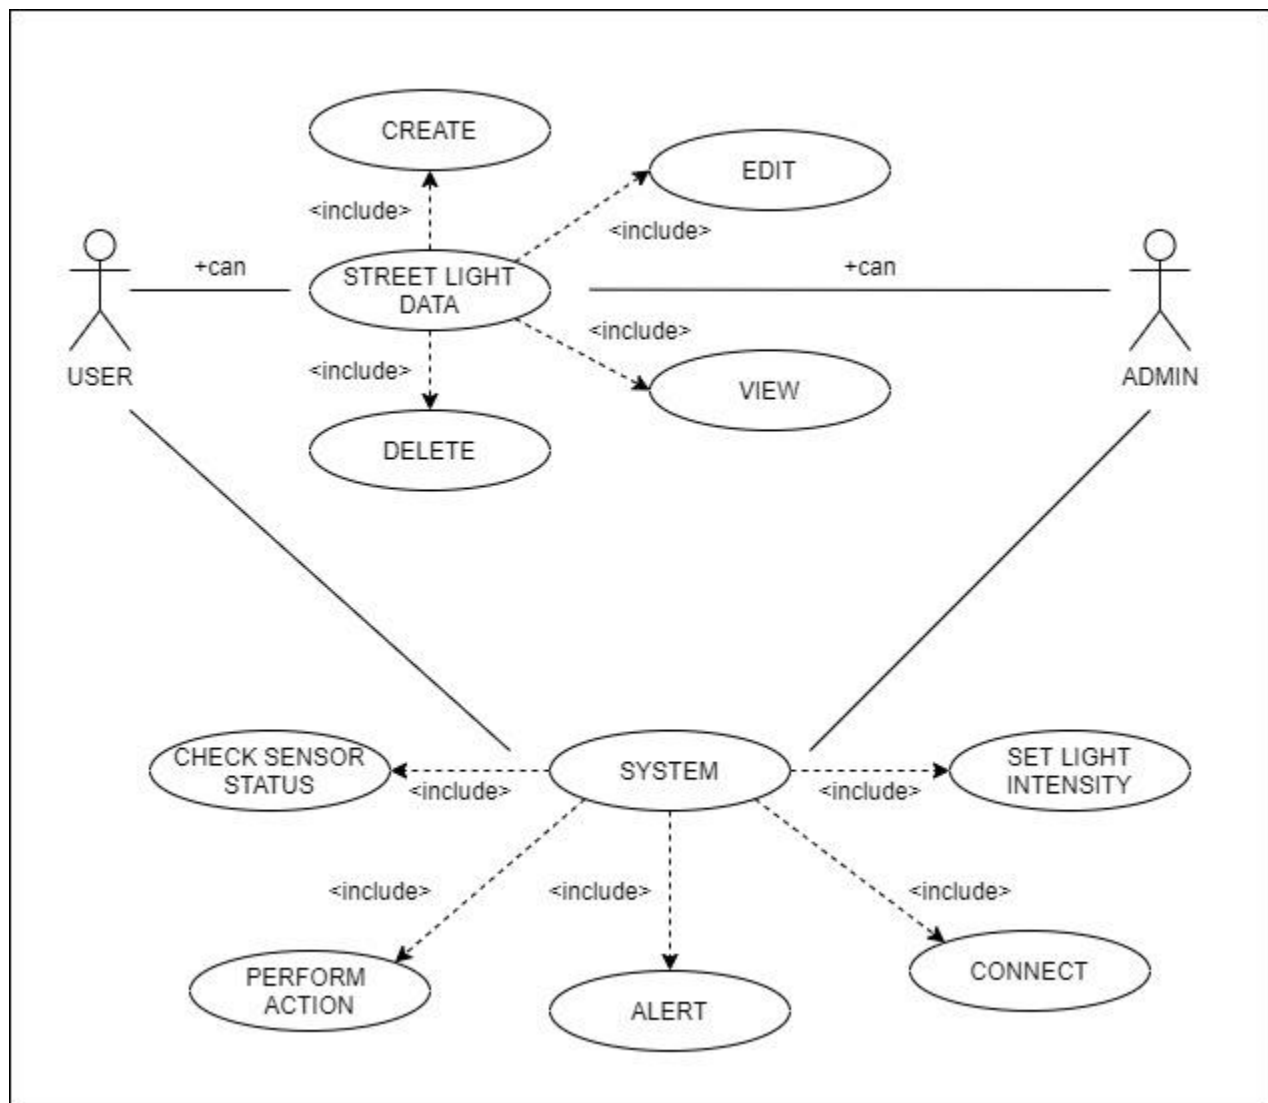 CREATE
EDIT
<include>
<include>
+can
+can
STREET LIGHT
DATA
<include>
<include>
USER
ADMIN
VIEW
DELETE
CHECK SENSOR
STATUS
<include>
SYSTEM
<include>
SET LIGHT
INTENSITY
<include>
<include>
<include>
PERFORM
ACTION
ALERT
CONNECT